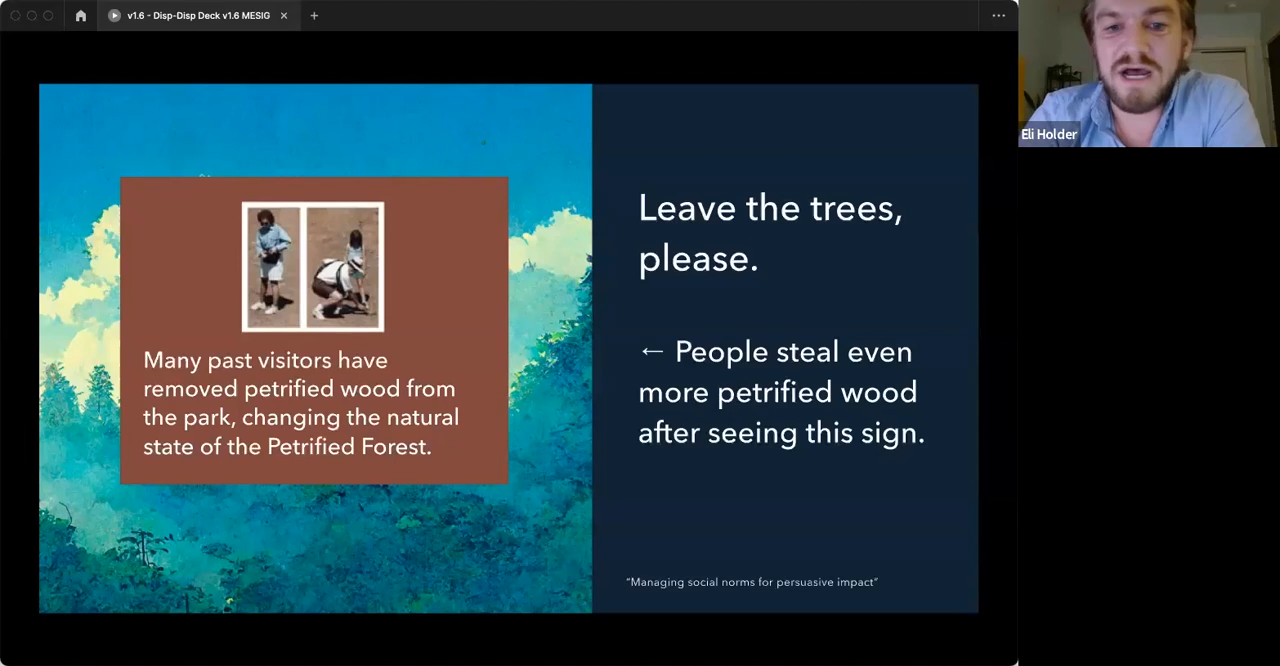 v1.6 - Disp-Disp Deck v1.6 MESIG
Eli Holder
Many past visitors have
removed petrified wood from
the park, changing the natural
state of the Petrified Forest.
Leave the trees,
please.
← People steal even
more petrified wood
after seeing this sign.
“Managing social norms for persuasive impact”